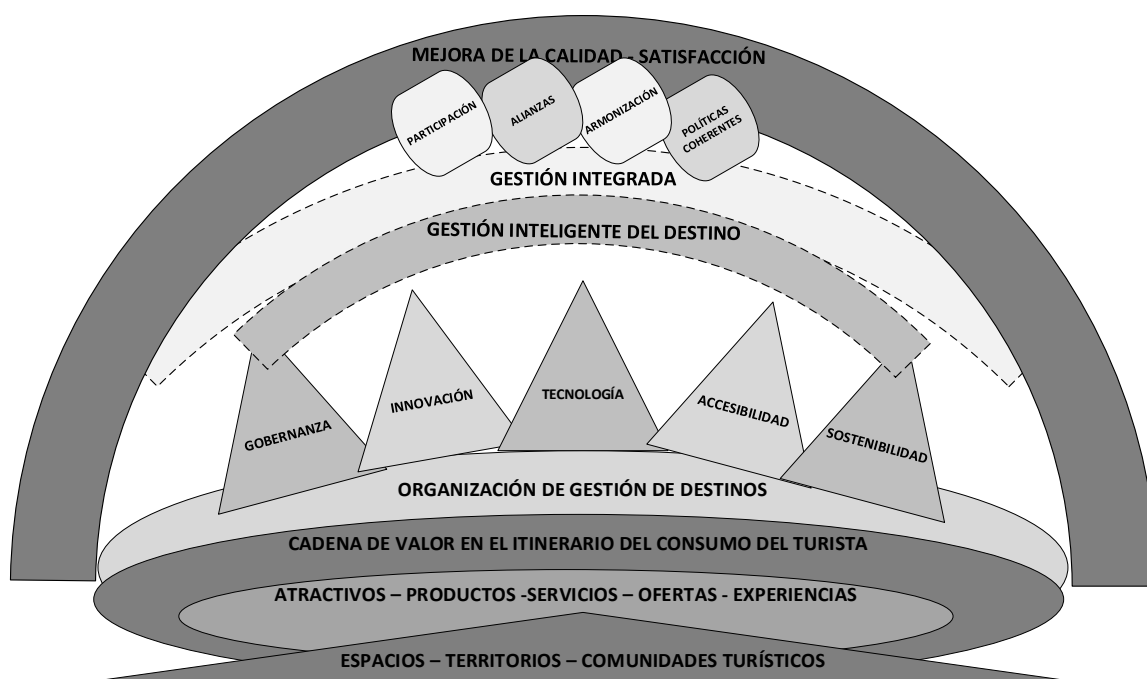 MEJORA DE LA CALIDAD - SATISFACCIÓN
PARTICIPACIÓN
ALIANZAS
ARMONIZACIÓN
POLÍTICAS
COHERENTES
GESTIÓN INTEGRADA
GESTIÓN INTELIGENTE DEL DESTINO
GOBERNANZA
INNOVACIÓN
TECNOLOGÍA
ACCESIBILIDAD
SOSTENIBILIDAD
ORGANIZACIÓN DE GESTIÓN DE DESTINOS
CADENA DE VALOR EN EL ITINERARIO DEL CONSUMO DEL TURISTA
ATRACTIVOS – PRODUCTOS -SERVICIOS – OFERTAS - EXPERIENCIAS
ESPACIOS – TERRITORIOS – COMUNIDADES TURÍSTICOS